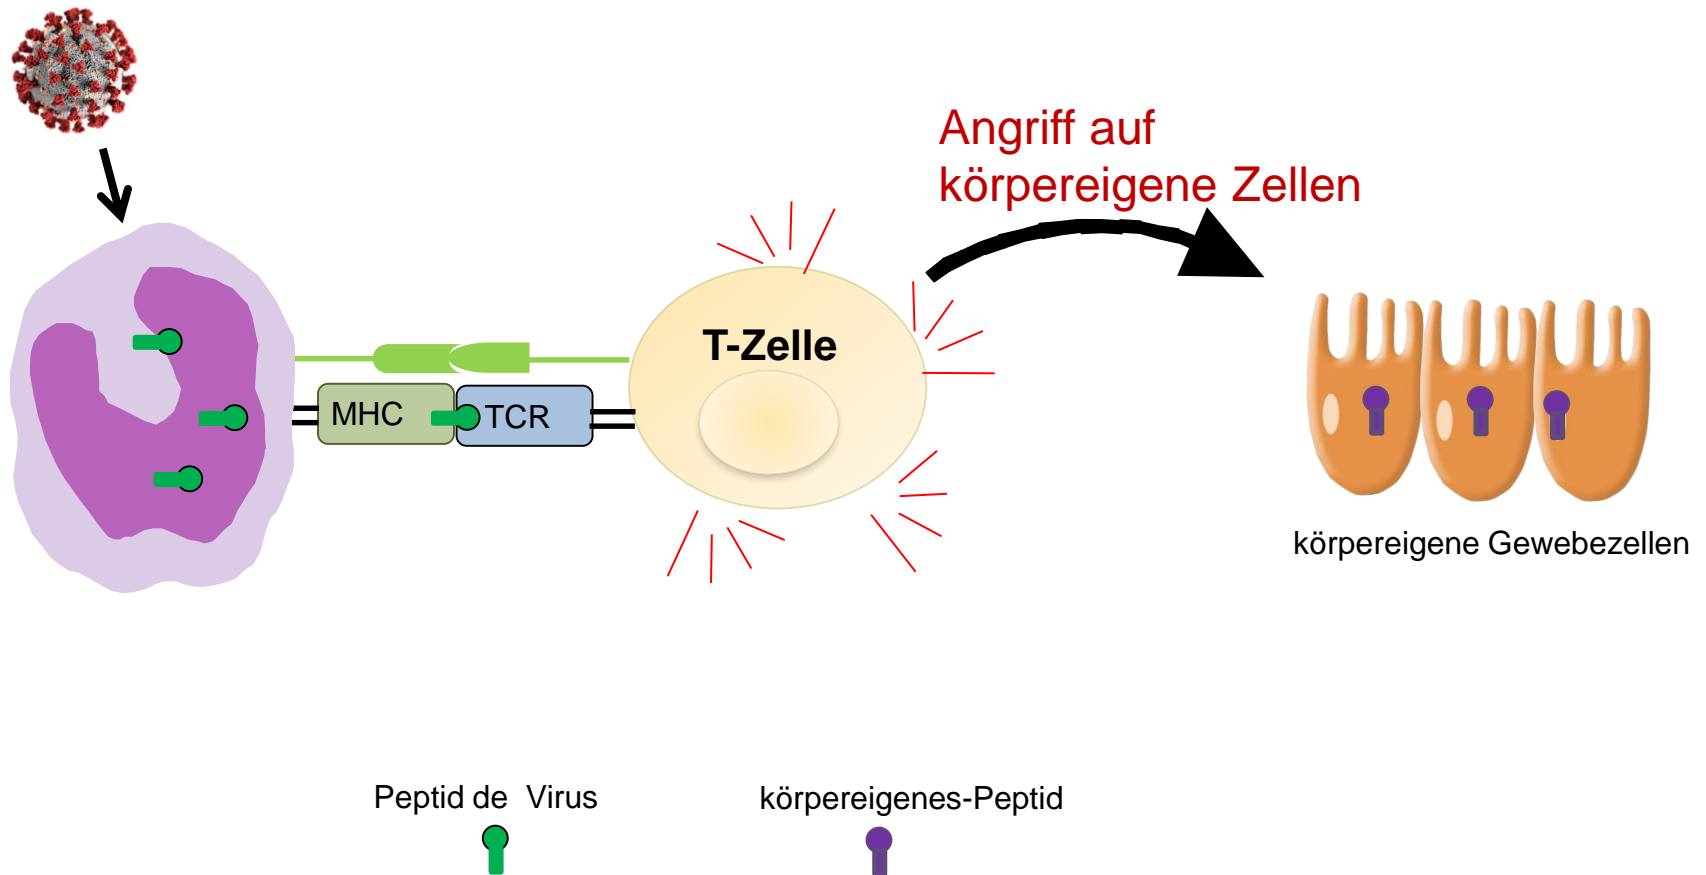 Angriff auf
körpereigene Zellen
T-Zelle
MHC
TCR
körpereigene Gewebezellen
Peptid de Virus
körpereigenes-Peptid